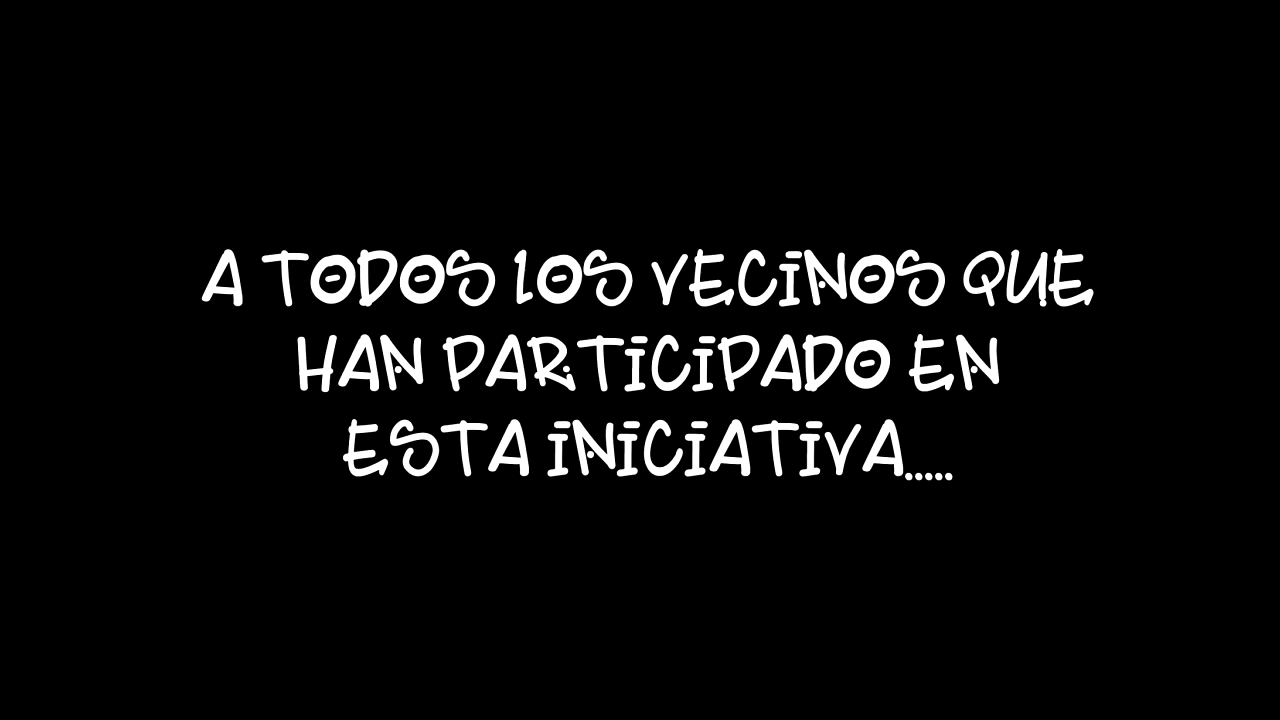 A TODOS LOS VECINOS QUE
HAN PARTICIPADO EN
ESTA INICIATIVA.....